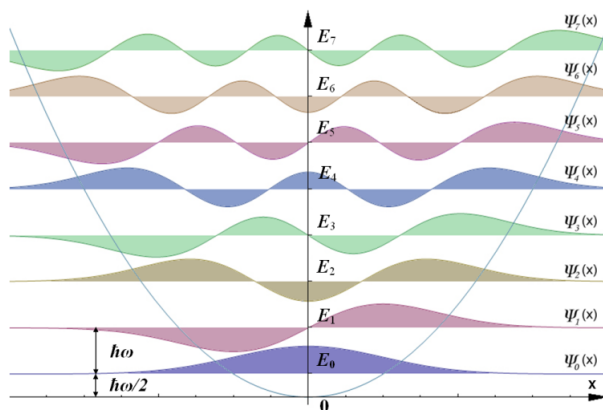 E₇ Ψ₇(x)
E₆ Ψ₆(x)
E₅ Ψ₅(x)
E₄ Ψ₄(x)
E₃ Ψ₃(x)
E₂ Ψ₂(x)
E₁ Ψ₁(x)
ħω
E₀ Ψ₀(x)
ħω/2
0 x